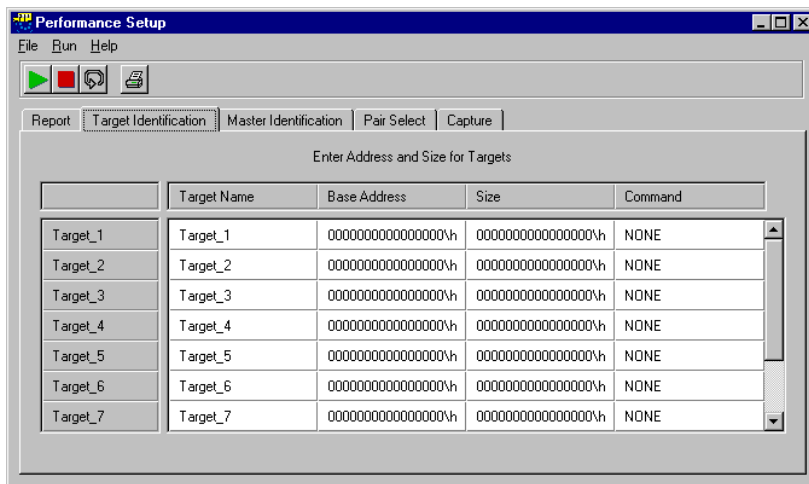 Performance Setup
File Run Help
Report Target Identification Master Identification Pair Select Capture
Enter Address and Size for Targets
Target Name Base Address Size Command
Target_1 Target_1 0000000000000000\h 0000000000000000\h NONE
Target_2 Target_2 0000000000000000\h 0000000000000000\h NONE
Target_3 Target_3 0000000000000000\h 0000000000000000\h NONE
Target_4 Target_4 0000000000000000\h 0000000000000000\h NONE
Target_5 Target_5 0000000000000000\h 0000000000000000\h NONE
Target_6 Target_6 0000000000000000\h 0000000000000000\h NONE
Target_7 Target_7 0000000000000000\h 0000000000000000\h NONE